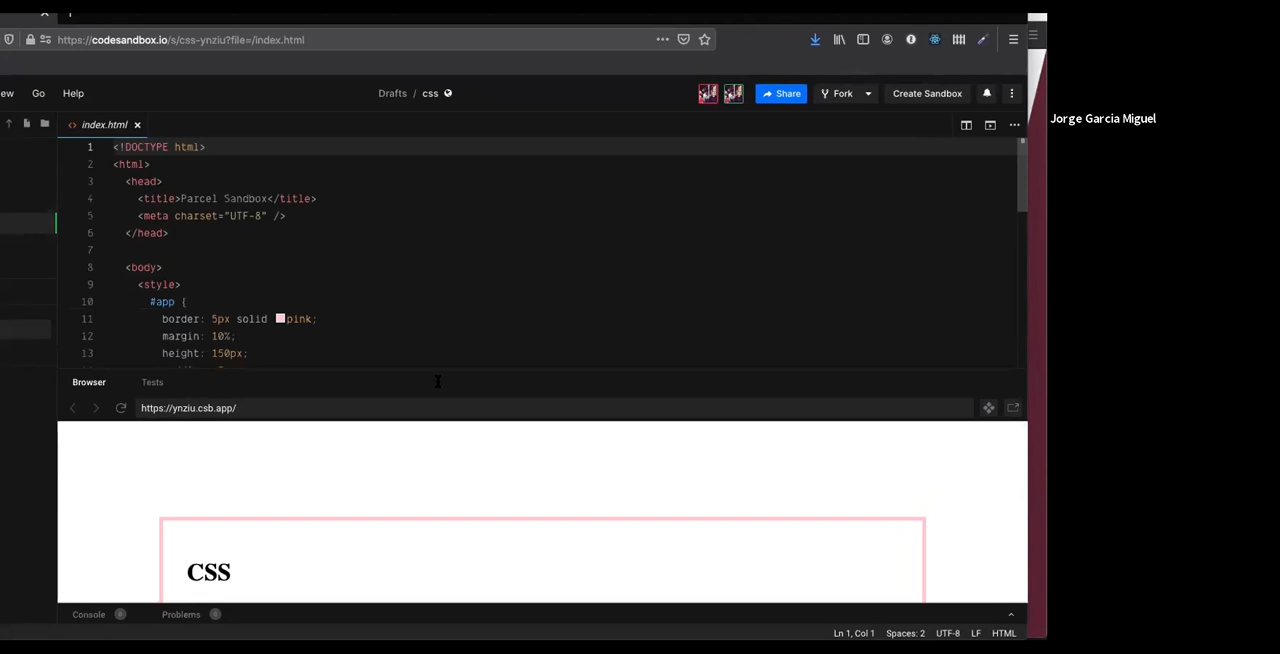 https://codesandbox.io/s/css-ynziu?file=/index.html
ew Go Help
Drafts / css
Share
Fork
Create Sandbox
Jorge Garcia Miguel
<> index.html
1 <!DOCTYPE html>
2 <html>
3 <head>
4 <title>Parcel Sandbox</title>
5 <meta charset="UTF-8" />
6 </head>
7
8 <body>
9 <style>
10 #app {
11 border: 5px solid pink;
12 margin: 10%;
13 height: 150px;
Browser Tests
https://ynziu.csb.app/
CSS
Console 0 Problems 0
Ln 1, Col 1 Spaces: 2 UTF-8 LF HTML